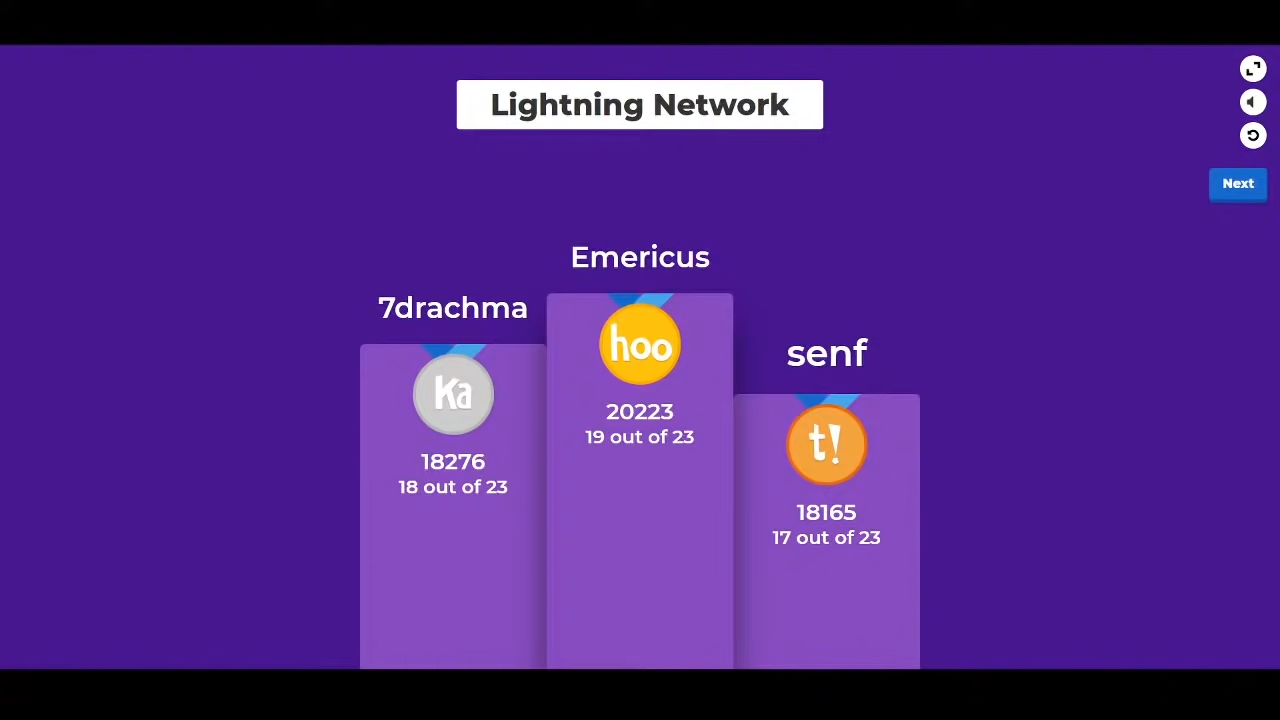 Lightning Network
Next
Emericus
7drachma
senf
hoo
Ka
t!
20223
19 out of 23
18276
18 out of 23
18165
17 out of 23